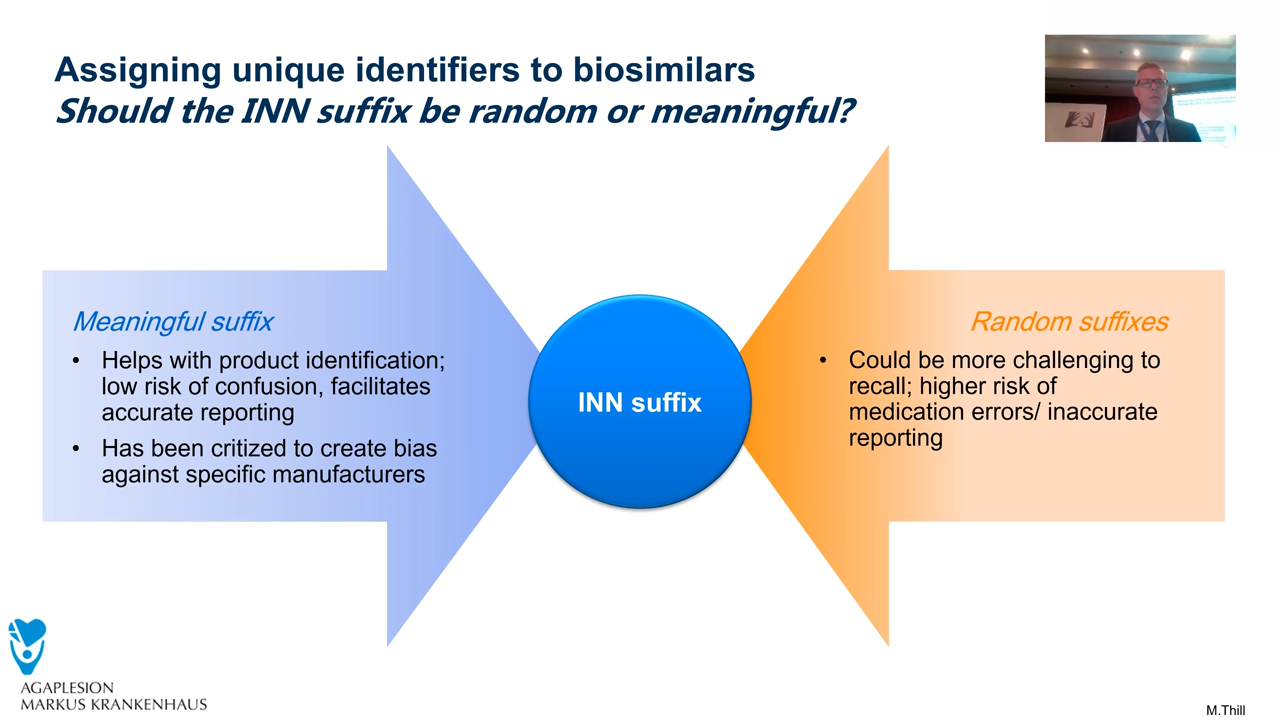 Assigning unique identifiers to biosimilars
Should the INN suffix be random or meaningful?
Meaningful suffix
• Helps with product identification;
low risk of confusion, facilitates
accurate reporting
• Has been critized to create bias
against specific manufacturers
INN suffix
Random suffixes
• Could be more challenging to
recall; higher risk of
medication errors/ inaccurate
reporting
AGAPLESION
MARKUS KRANKENHAUS
M.Thill